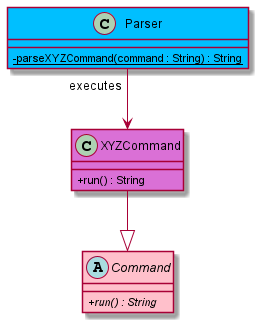 C Parser
-parseXYZCommand(command : String) : String
executes
C XYZCommand
+run() : String
A Command
+run() : String